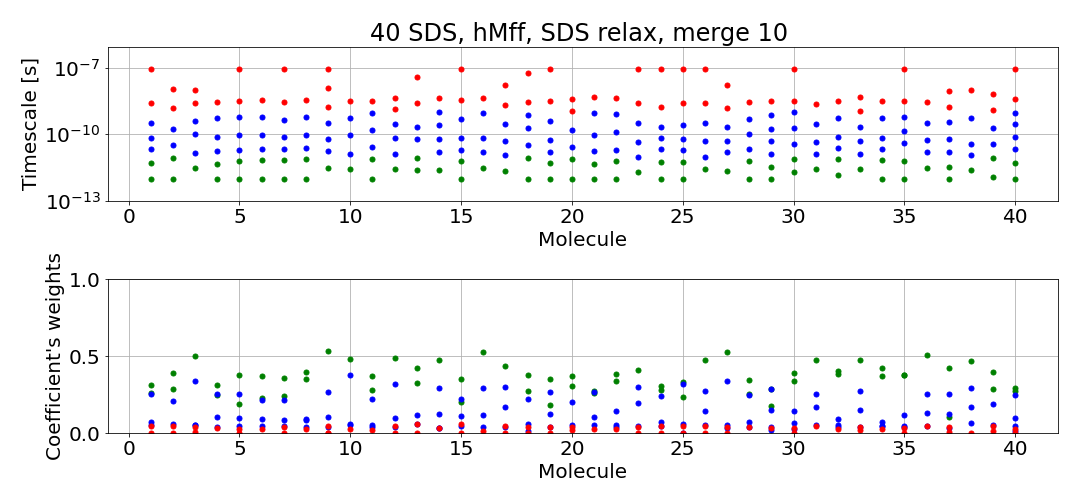 40 SDS, hMff, SDS relax, merge 10
Timescale [s]
10⁻⁷
10⁻¹⁰
10⁻¹³
0 5 10 15 20 25 30 35 40
Molecule
Coefficient's weights
1.0
0.5
0.0
0 5 10 15 20 25 30 35 40
Molecule